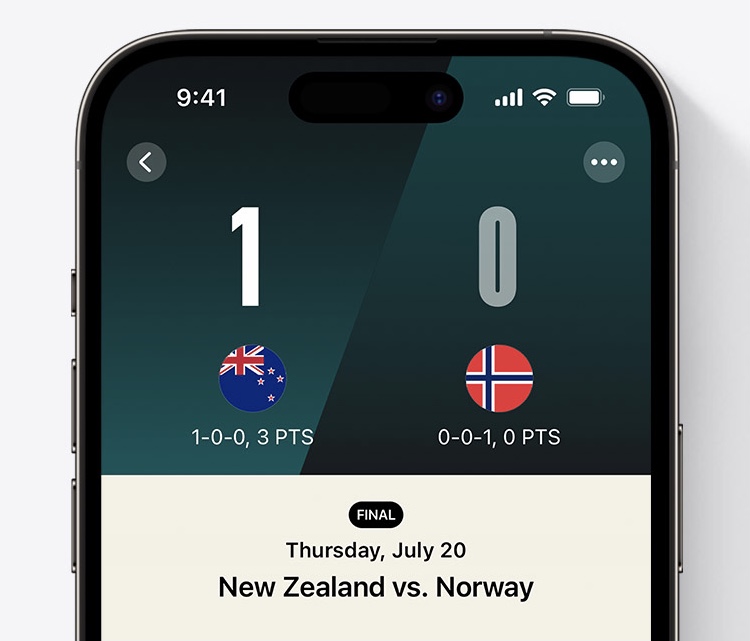 9:41
1 0
1-0-0, 3 PTS 0-0-1, 0 PTS
FINAL
Thursday, July 20
New Zealand vs. Norway